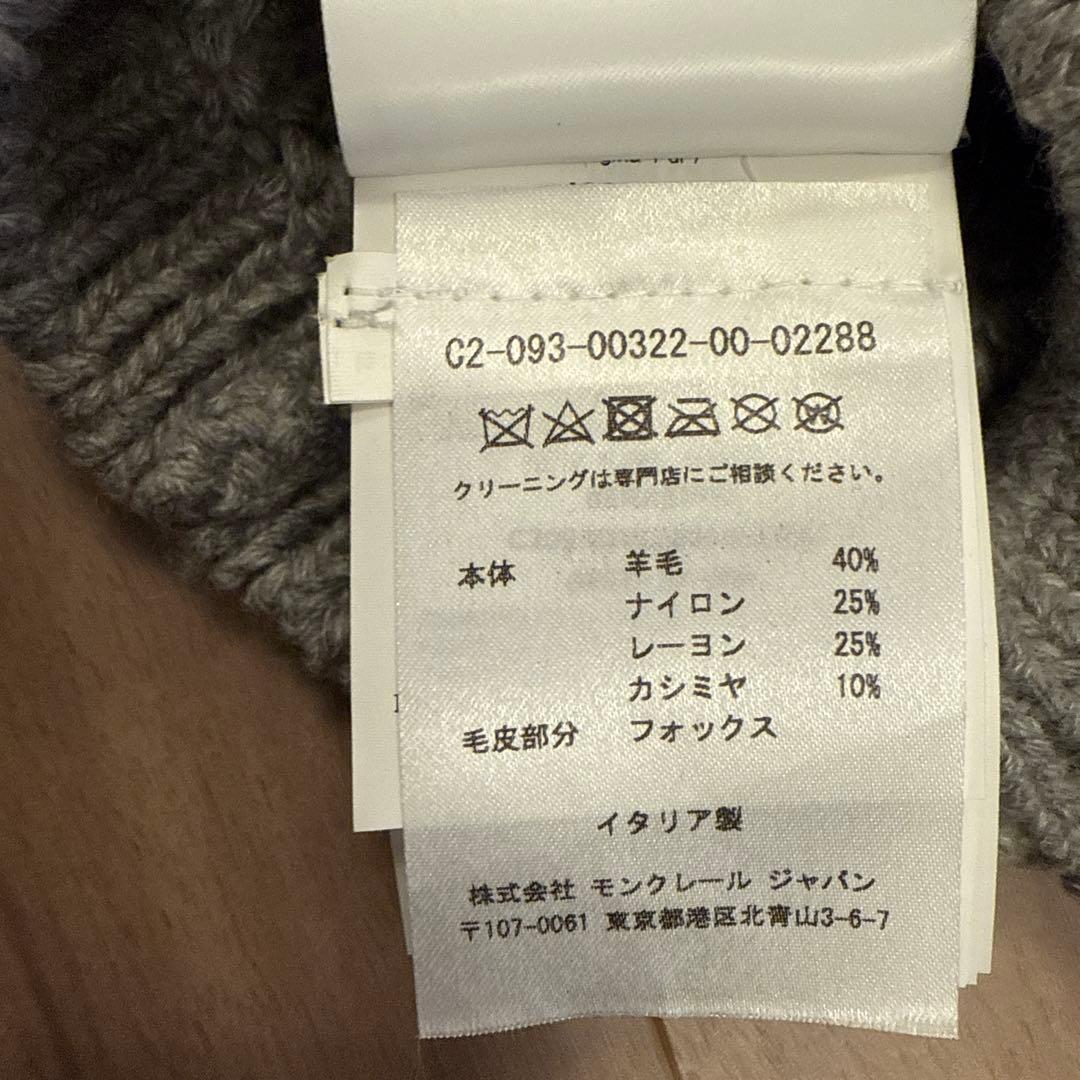 C2-093-00322-00-02288
クリーニングは専門店にご相談ください。
本体 羊毛 40%
ナイロン 25%
レーヨン 25%
カシミヤ 10%
毛皮部分 フォックス
イタリア製
株式会社 モンクレール ジャパン
〒107-0061 東京都港区北青山3-6-7